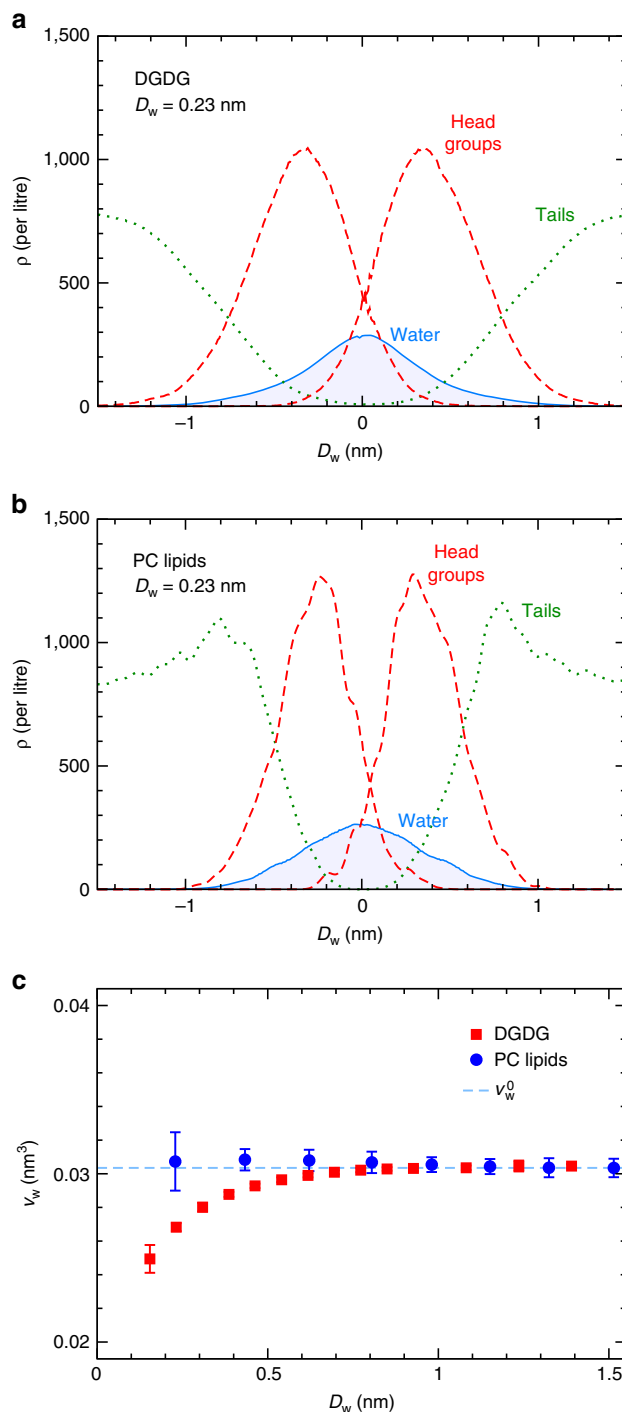 a
1,500
1,000
500
0
ρ (per litre)
DGDG
D_w = 0.23 nm
Head
groups
Tails
Water
−1
0
1
D_w (nm)
b
1,500
1,000
500
0
ρ (per litre)
PC lipids
D_w = 0.23 nm
Head
groups
Tails
Water
−1
0
1
D_w (nm)
c
0.04
0.03
0.02
v_w (nm³)
DGDG
PC lipids
v_w^0
0
0.5
1
1.5
D_w (nm)